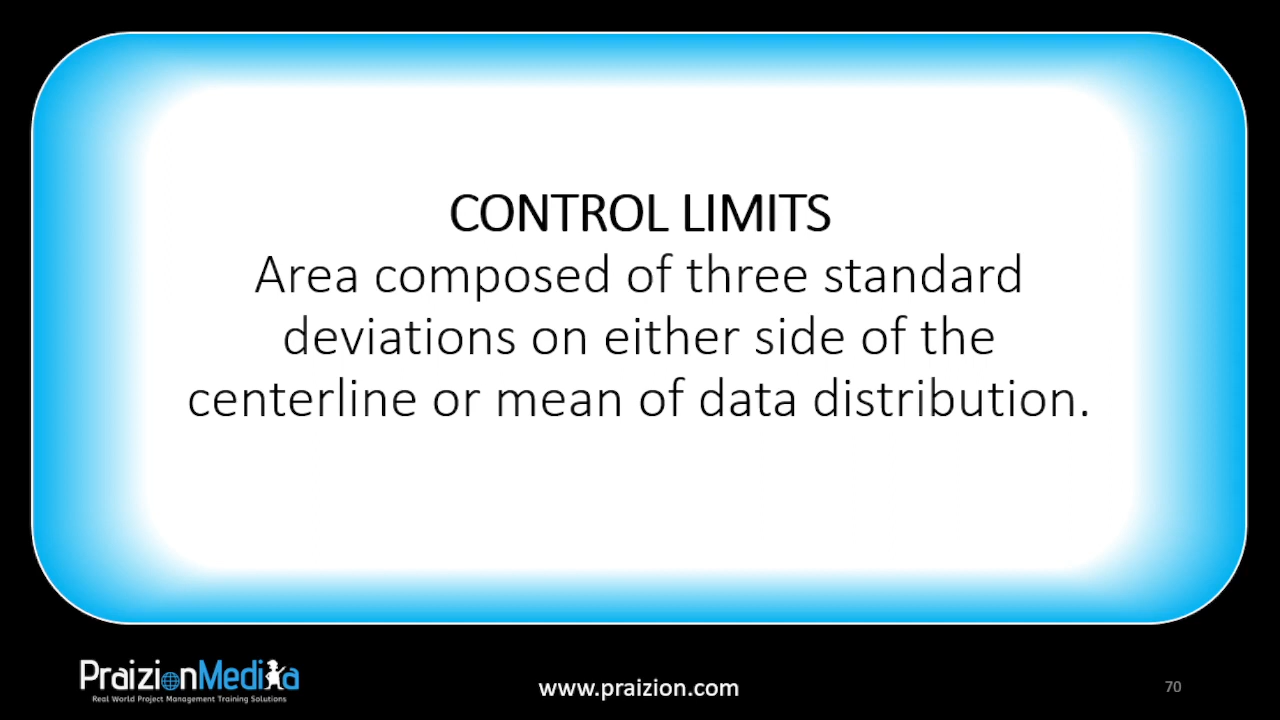 CONTROL LIMITS
Area composed of three standard
deviations on either side of the
centerline or mean of data distribution.
PraizionMedia
Real World Project Management Training Solutions
www.praizion.com
70